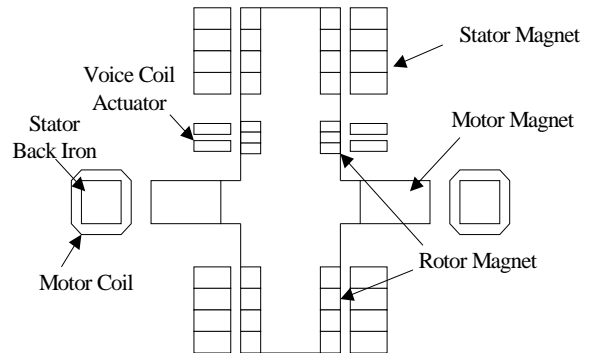 Stator Magnet
Voice Coil
Actuator
Stator
Back Iron
Motor Magnet
Motor Coil
Rotor Magnet